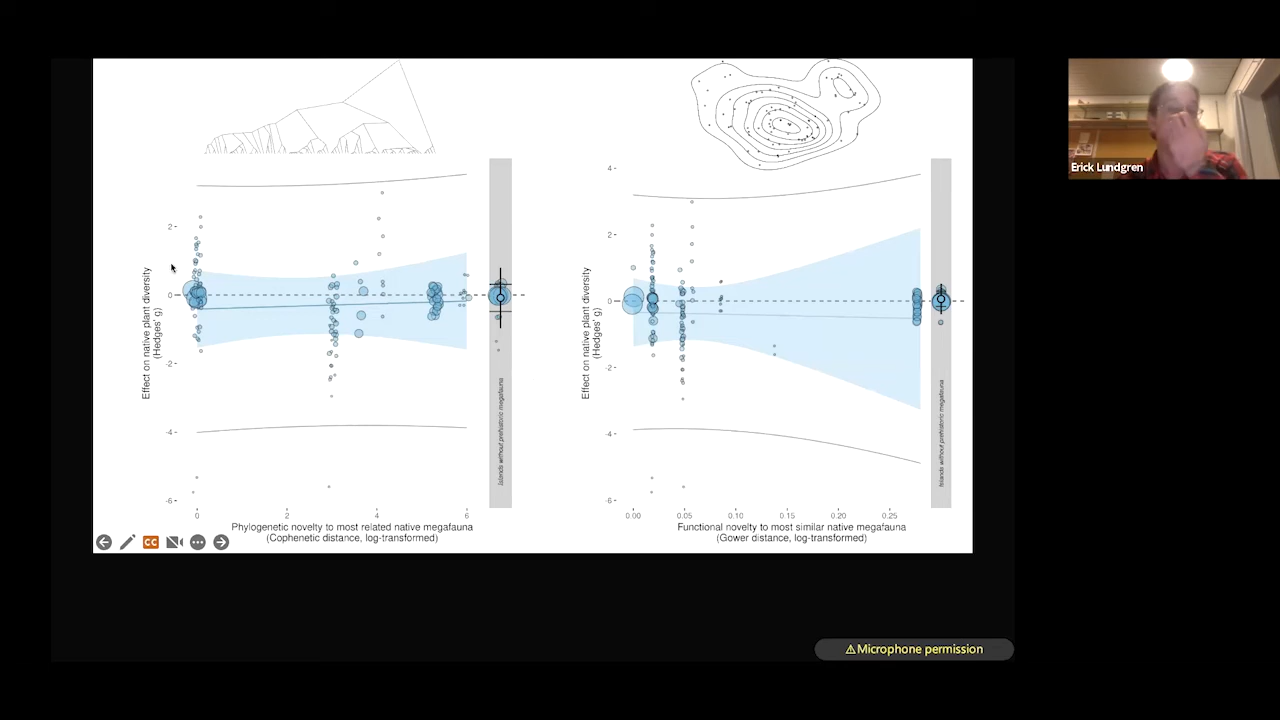 Erick Lundgren
Effect on native plant diversity
(Hedges' g)
2
0
-2
-4
-6
0
2
4
6
Islands without prehistoric megafauna
Phylogenetic novelty to most related native megafauna
(Cophenetic distance, log-transformed)
Effect on native plant diversity
(Hedges' g)
4
2
0
-2
-4
-6
0.00
0.05
0.10
0.15
0.20
0.25
Islands without prehistoric megafauna
Functional novelty to most similar native megafauna
(Gower distance, log-transformed)
CC
⚠Microphone permission